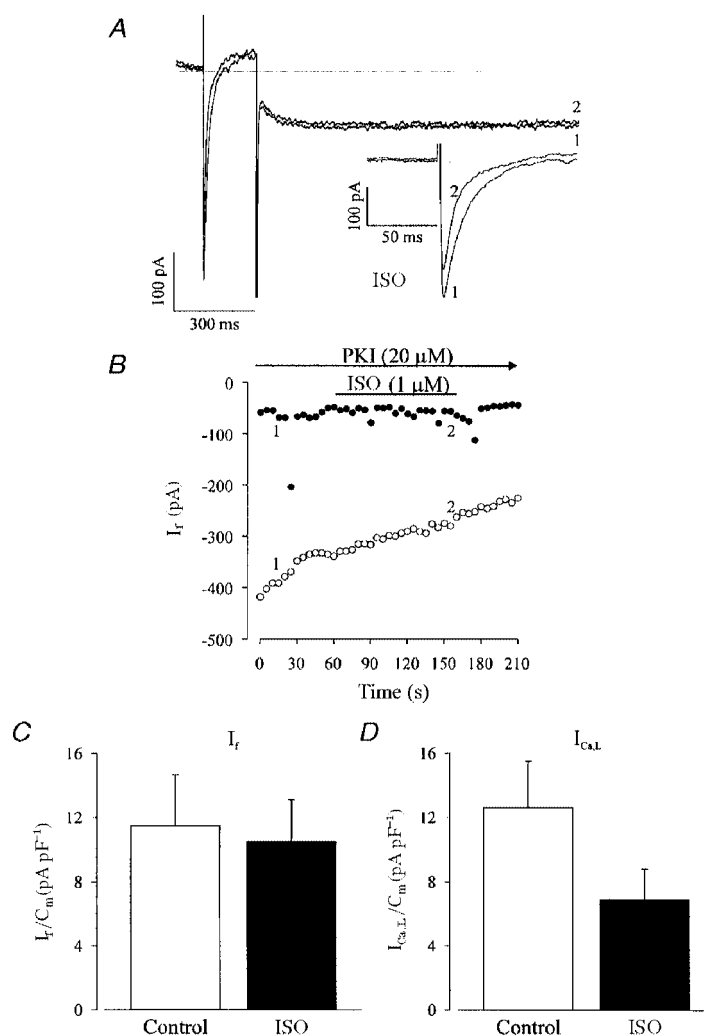 A
2
1
100 pA
300 ms
100 pA
50 ms
2
1
ISO
B
PKI (20 μM)
ISO (1 μM)
0
-100
-200
-300
-400
-500
I_f (pA)
1
2
1
2
0 30 60 90 120 150 180 210
Time (s)
C
I_f
16
12
8
4
I_f/C_m (pA pF⁻¹)
Control ISO
D
I_Ca,L
16
12
8
4
I_Ca,L/C_m (pA pF⁻¹)
Control ISO